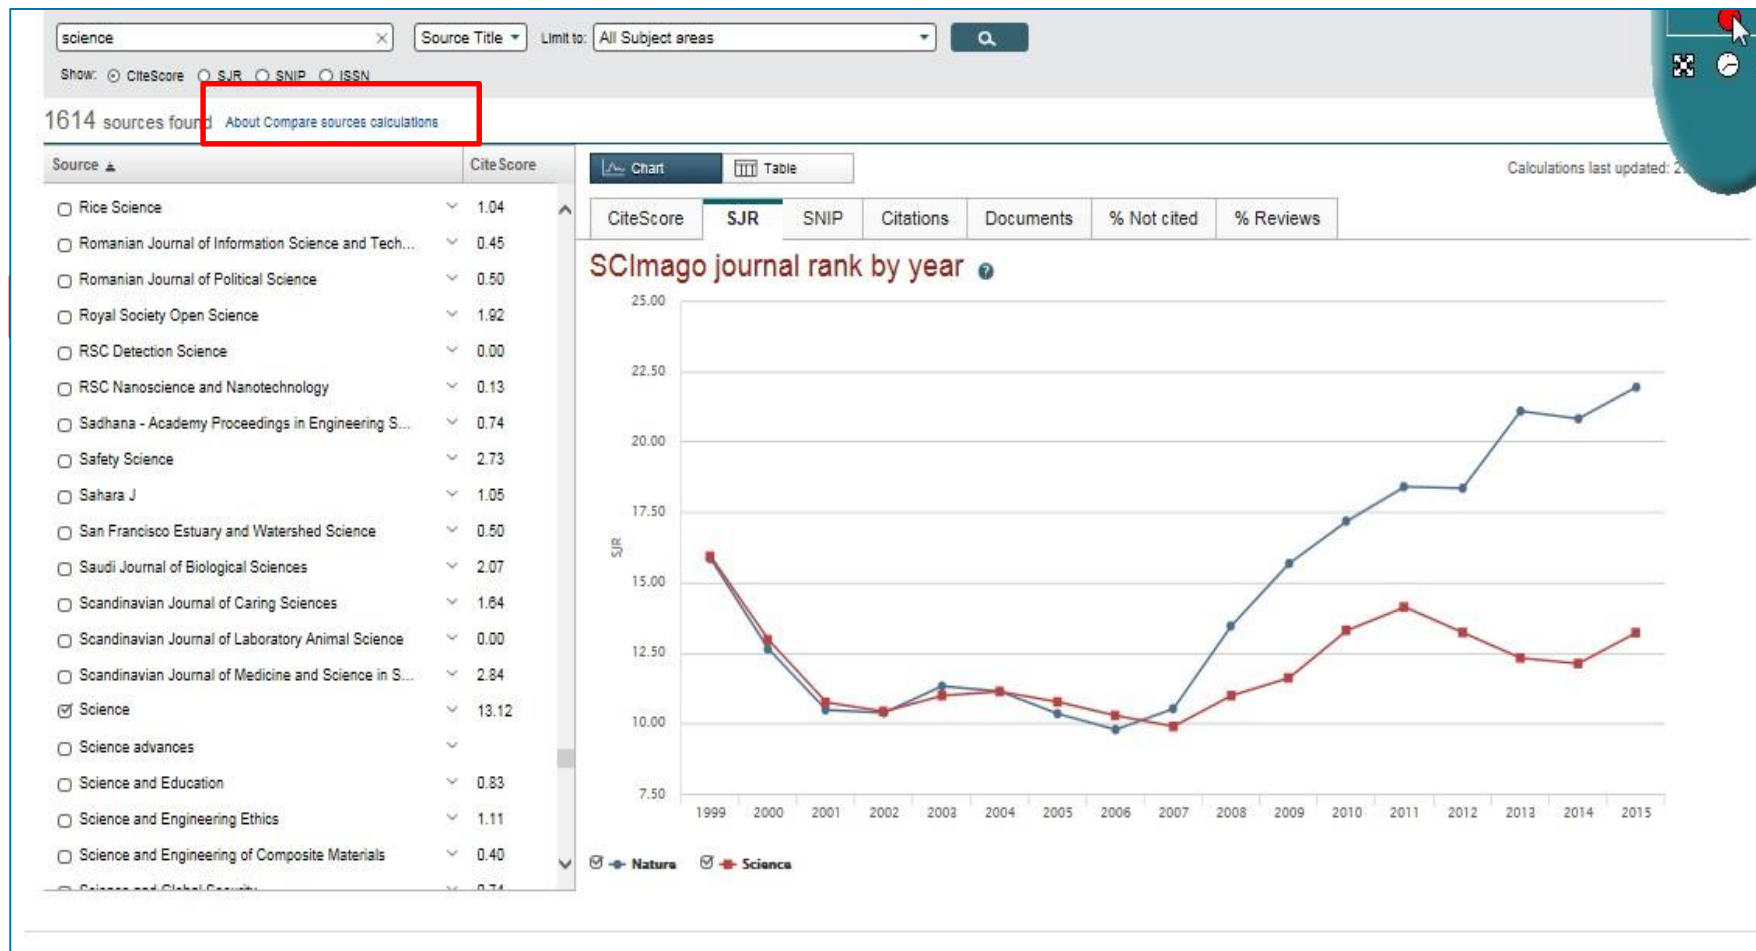 science
Source Title
Limit to:
All Subject areas
Show:
CiteScore
SJR
SNIP
ISSN
1614 sources found
About Compare sources calculations
Source
CiteScore
Rice Science 1.04
Romanian Journal of Information Science and Tech... 0.45
Romanian Journal of Political Science 0.50
Royal Society Open Science 1.92
RSC Detection Science 0.00
RSC Nanoscience and Nanotechnology 0.13
Sadhana - Academy Proceedings in Engineering S... 0.74
Safety Science 2.73
Sahara J 1.05
San Francisco Estuary and Watershed Science 0.50
Saudi Journal of Biological Sciences 2.07
Scandinavian Journal of Caring Sciences 1.64
Scandinavian Journal of Laboratory Animal Science 0.00
Scandinavian Journal of Medicine and Science in S... 2.84
Science 13.12
Science advances
Science and Education 0.83
Science and Engineering Ethics 1.11
Science and Engineering of Composite Materials 0.40
Science and Global Security 0.74
Chart
Table
Calculations last updated:
CiteScore
SJR
SNIP
Citations
Documents
% Not cited
% Reviews
SCImago journal rank by year
?
25.00
22.50
20.00
17.50
15.00
12.50
10.00
7.50
SJR
1999 2000 2001 2002 2003 2004 2005 2006 2007 2008 2009 2010 2011 2012 2013 2014 2015
Nature
Science